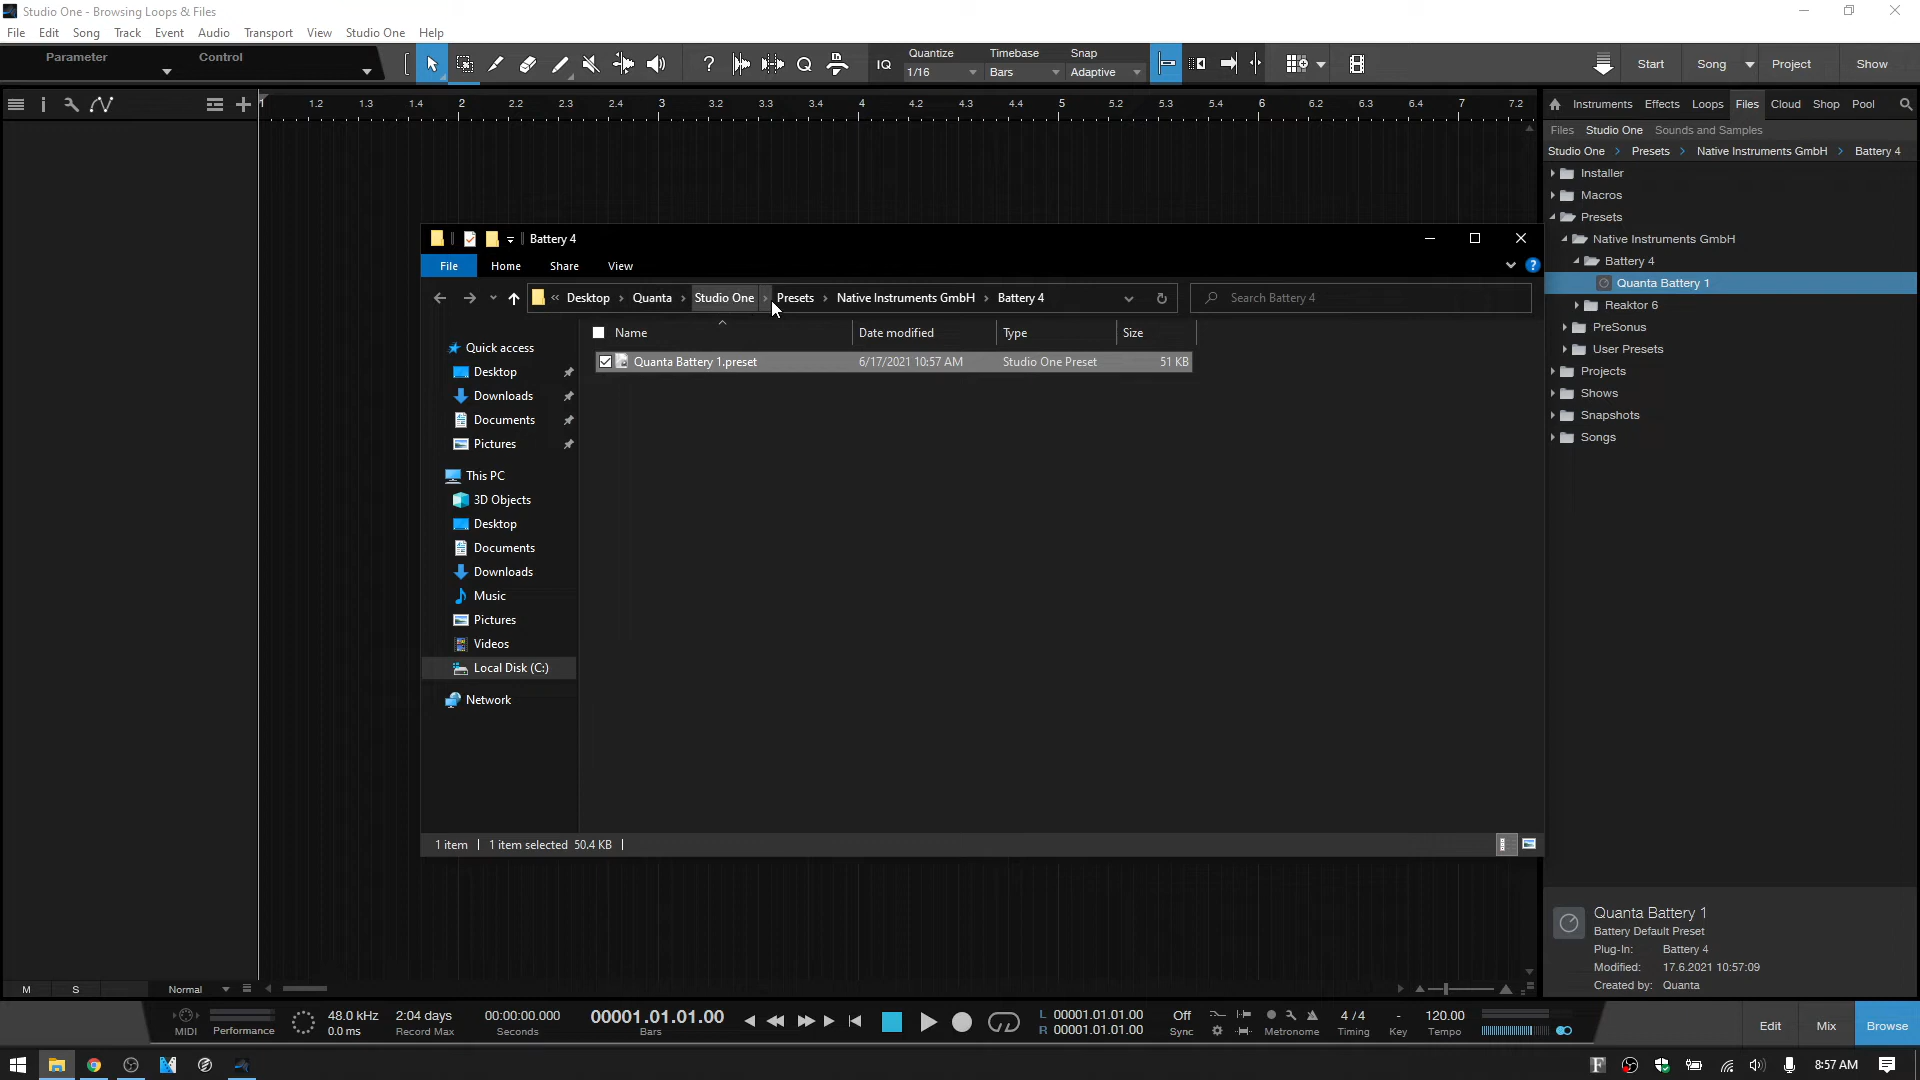 Studio One - Browsing Loops & Files
File Edit Song Track Event Audio Transport View Studio One Help
Parameter Control
Quantize Timebase Snap
IQ 1/16 Bars Adaptive
Start Song Project Show
1 1.2 1.3 1.4 2 2.2 2.3 2.4 3 3.2 3.3 3.4 4 4.2 4.3 4.4 5 5.2 5.3 5.4 6 6.2 6.3 6.4 7 7.2
Instruments Effects Loops Files Cloud Shop Pool
Files Studio One Sounds and Samples
Studio One > Presets > Native Instruments GmbH > Battery 4
Installer
Macros
Presets
Native Instruments GmbH
Battery 4
Quanta Battery 1
Reaktor 6
PreSonus
User Presets
Projects
Shows
Snapshots
Songs
Battery 4
File Home Share View
« Desktop > Quanta > Studio One > Presets > Native Instruments GmbH > Battery 4
Search Battery 4
Name Date modified Type Size
Quanta Battery 1.preset 6/17/2021 10:57 AM Studio One Preset 51 KB
Quick access
Desktop
Downloads
Documents
Pictures
This PC
3D Objects
Desktop
Documents
Downloads
Music
Pictures
Videos
Local Disk (C:)
Network
1 item 1 item selected 50.4 KB
Quanta Battery 1
Battery Default Preset
Plug-In: Battery 4
Modified: 17.6.2021 10:57:09
Created by: Quanta
M S Normal
MIDI Performance
48.0 kHz
0.0 ms
2:04 days
Record Max
00:00:00.000
Seconds
00001.01.01.00
Bars
L 00001.01.01.00
R 00001.01.01.00
Off
Sync
Metronome
4 / 4
Timing
-
Key
120.00
Tempo
Edit Mix Browse
8:57 AM